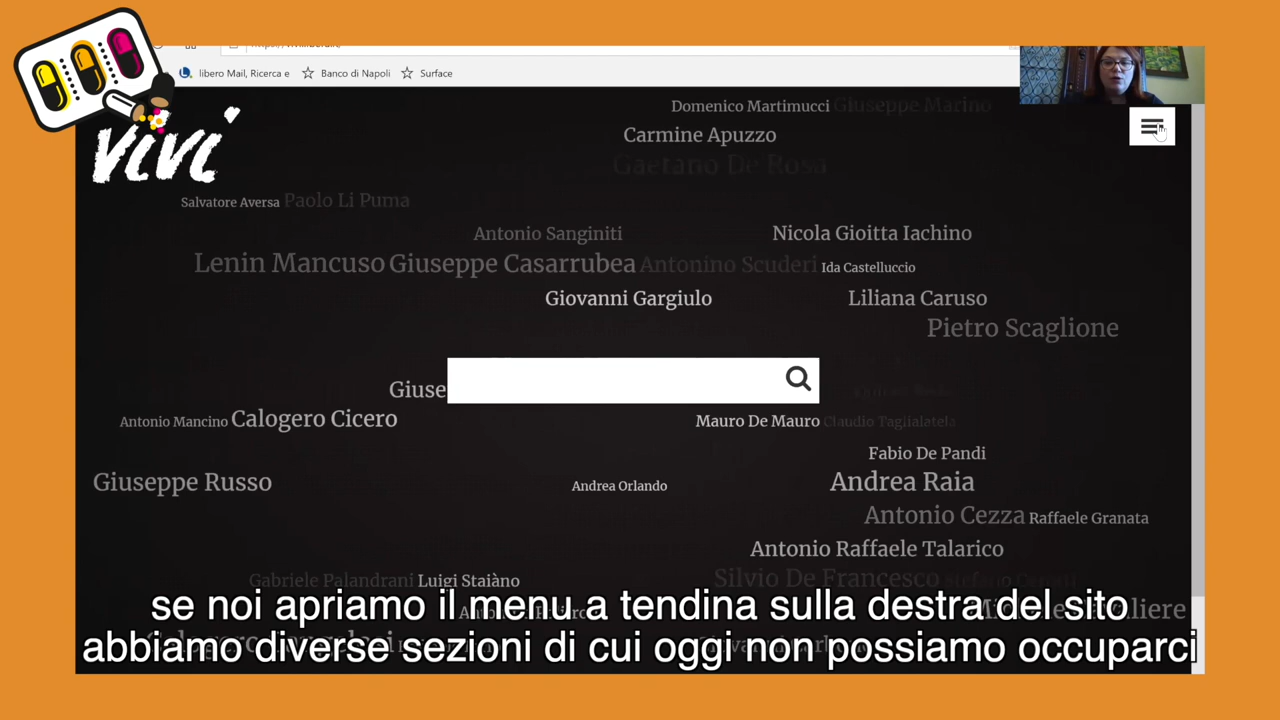 libero Mail, Ricerca e
Banco di Napoli
Surface
vivi
Domenico Martimucci Giuseppe Marino
Carmine Apuzzo
Gaetano De Rosa
Salvatore Aversa Paolo Li Puma
Antonio Sanginiti
Nicola Gioitta Iachino
Lenin Mancuso Giuseppe Casarrubea Antonino Scuderi Ida Castelluccio
Giovanni Gargiulo
Liliana Caruso
Pietro Scaglione
Giuse
Antonio Mancino Calogero Cicero
Mauro De Mauro Claudio Taglialatela
Fabio De Pandi
Giuseppe Russo
Andrea Orlando
Andrea Raia
Antonio Cezza Raffaele Granata
Antonio Raffaele Talarico
Gabriele Palandrani Luigi Staiàno
Silvio De Francesco
se noi apriamo il menu a tendina sulla destra del sito
abbiamo diverse sezioni di cui oggi non possiamo occuparci